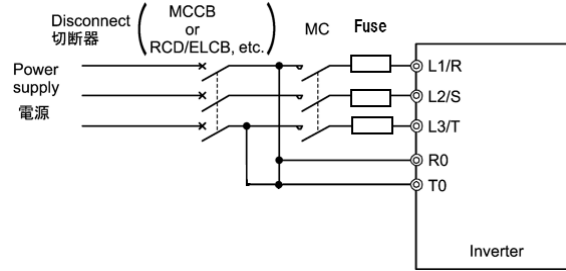 Disconnect
切断器
MCCB
or
RCD/ELCB, etc.
MC
Fuse
Power
supply
電源
L1/R
L2/S
L3/T
R0
T0
Inverter